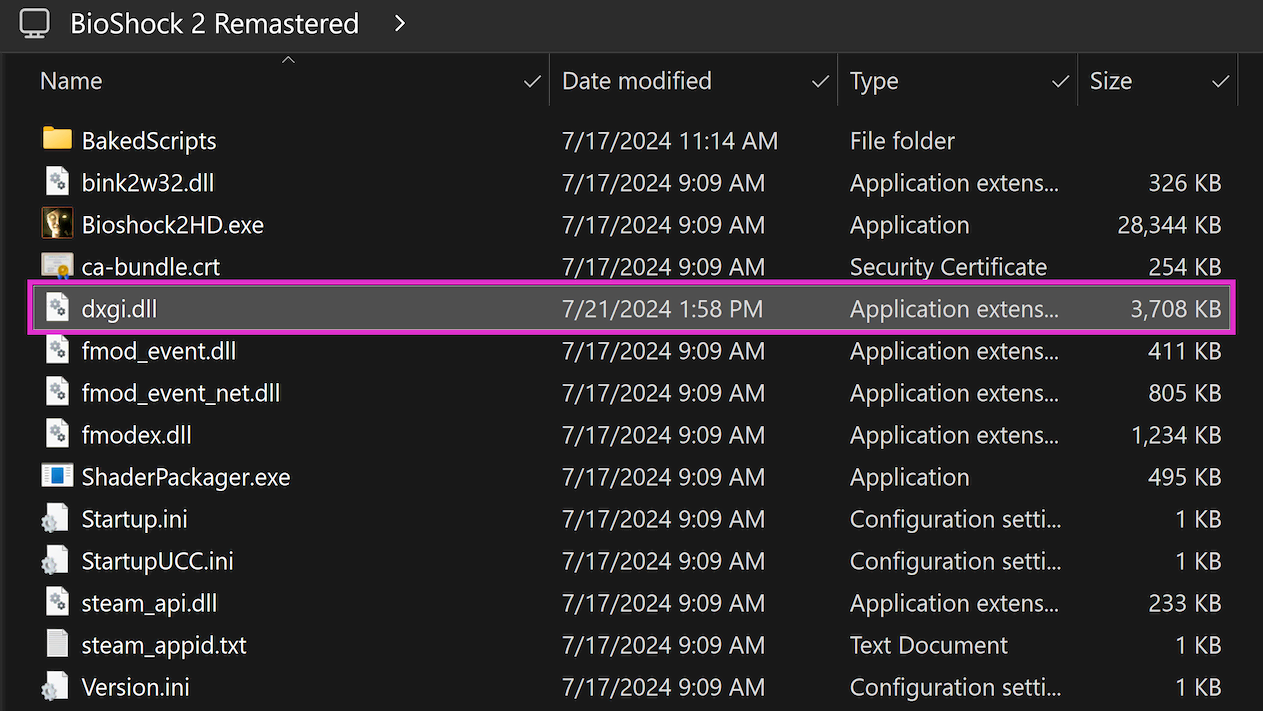 BioShock 2 Remastered
Name Date modified Type Size
BakedScripts 7/17/2024 11:14 AM File folder
bink2w32.dll 7/17/2024 9:09 AM Application extens... 326 KB
Bioshock2HD.exe 7/17/2024 9:09 AM Application 28,344 KB
ca-bundle.crt 7/17/2024 9:09 AM Security Certificate 254 KB
dxgi.dll 7/21/2024 1:58 PM Application extens... 3,708 KB
fmod_event.dll 7/17/2024 9:09 AM Application extens... 411 KB
fmod_event_net.dll 7/17/2024 9:09 AM Application extens... 805 KB
fmodex.dll 7/17/2024 9:09 AM Application extens... 1,234 KB
ShaderPackager.exe 7/17/2024 9:09 AM Application 495 KB
Startup.ini 7/17/2024 9:09 AM Configuration setti... 1 KB
StartupUCC.ini 7/17/2024 9:09 AM Configuration setti... 1 KB
steam_api.dll 7/17/2024 9:09 AM Application extens... 233 KB
steam_appid.txt 7/17/2024 9:09 AM Text Document 1 KB
Version.ini 7/17/2024 9:09 AM Configuration setti... 1 KB